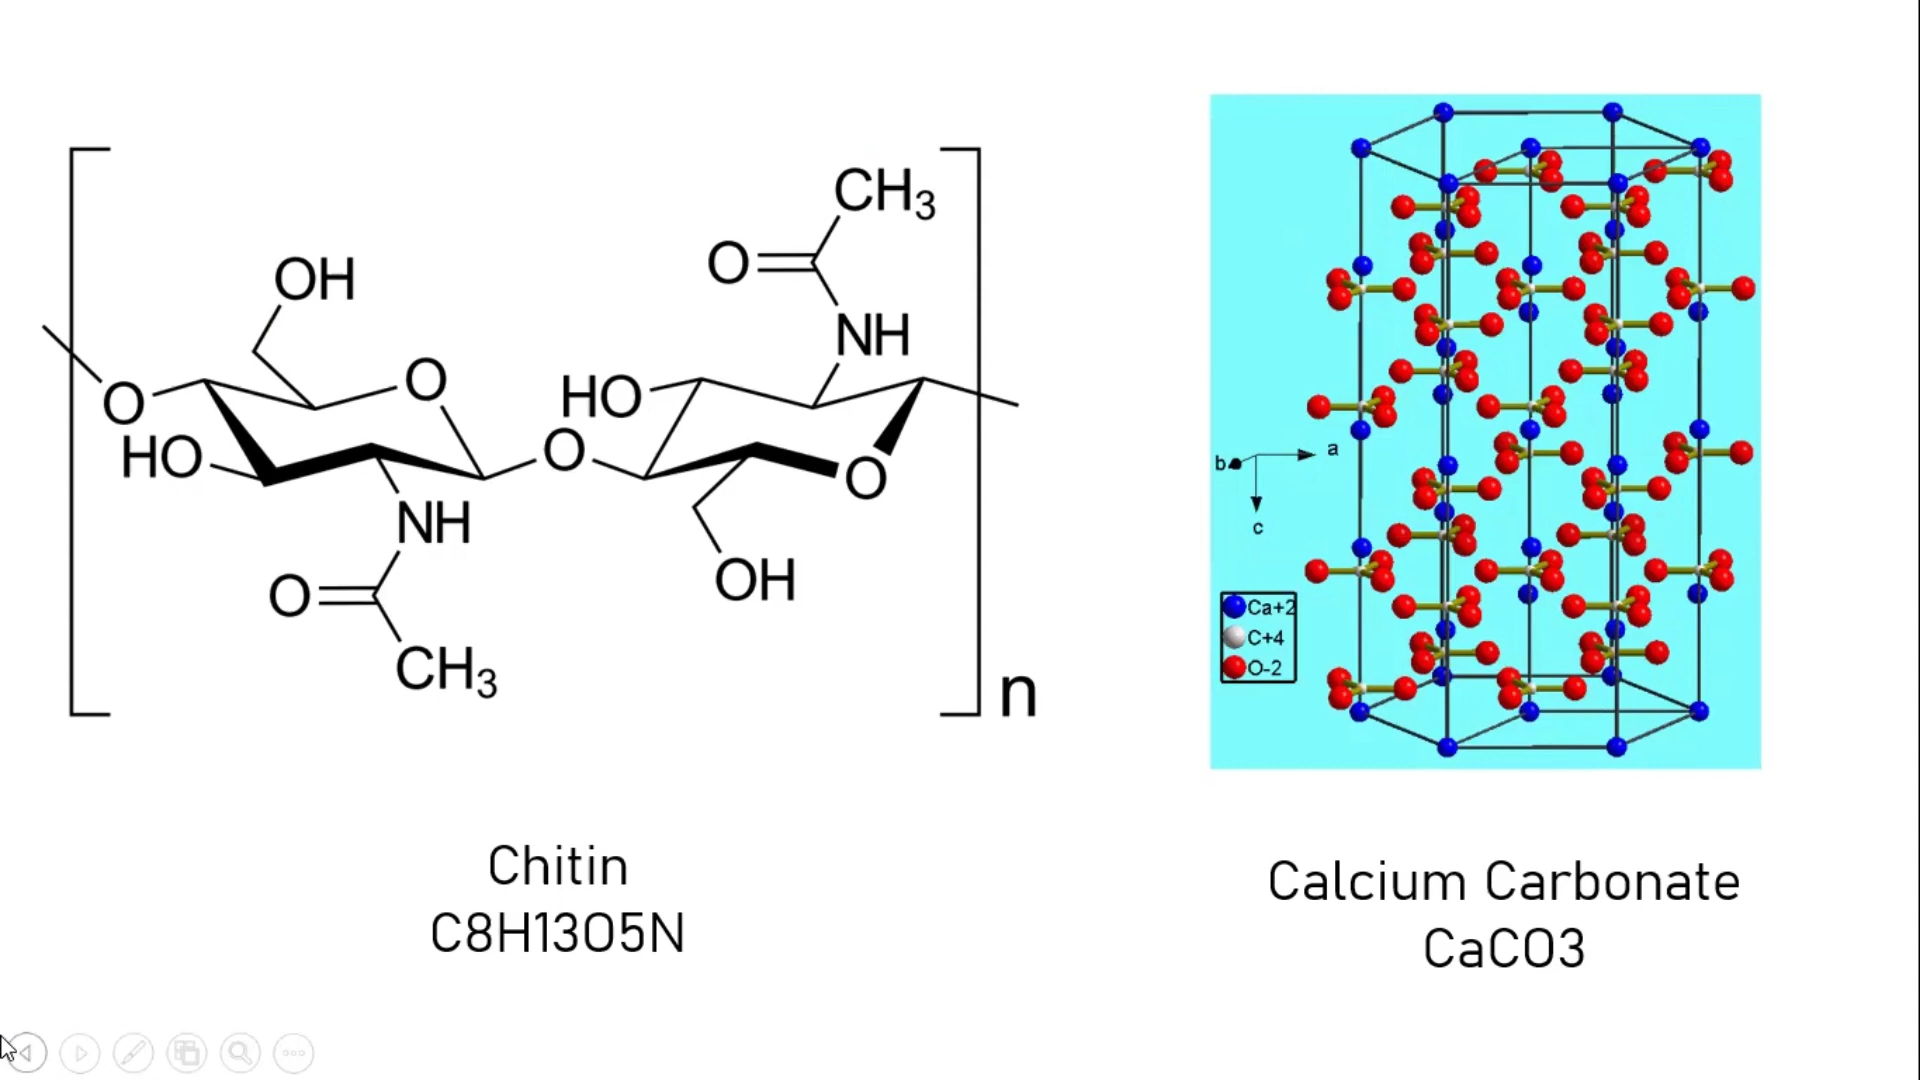 CH3
O
NH
OH
O
HO
O
HO
O
O
NH
OH
O
CH3
n
b
a
c
Ca+2
C+4
O-2
Chitin
C8H13O5N
Calcium Carbonate
CaCO3